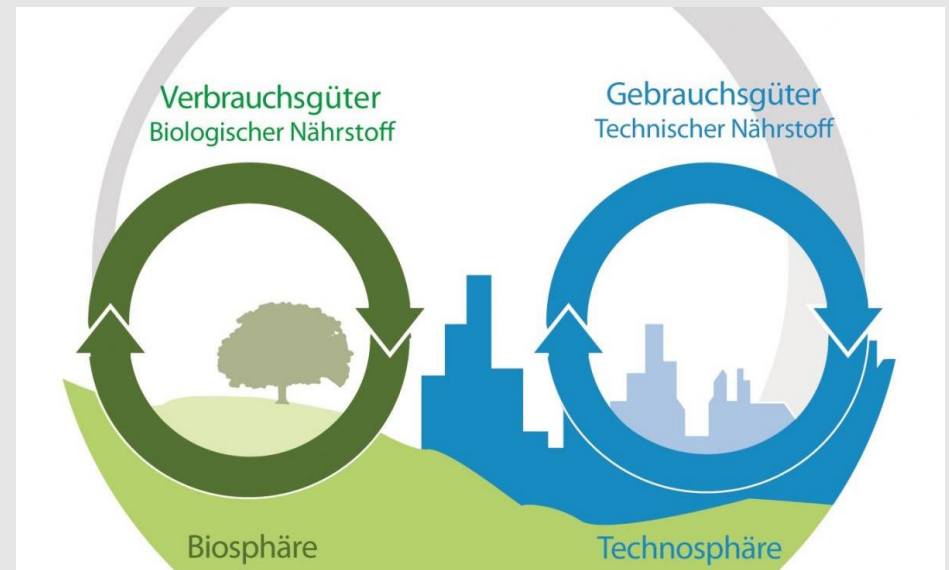 Verbrauchsgüter
Biologischer Nährstoff
Gebrauchsgüter
Technischer Nährstoff
Biosphäre
Technosphäre